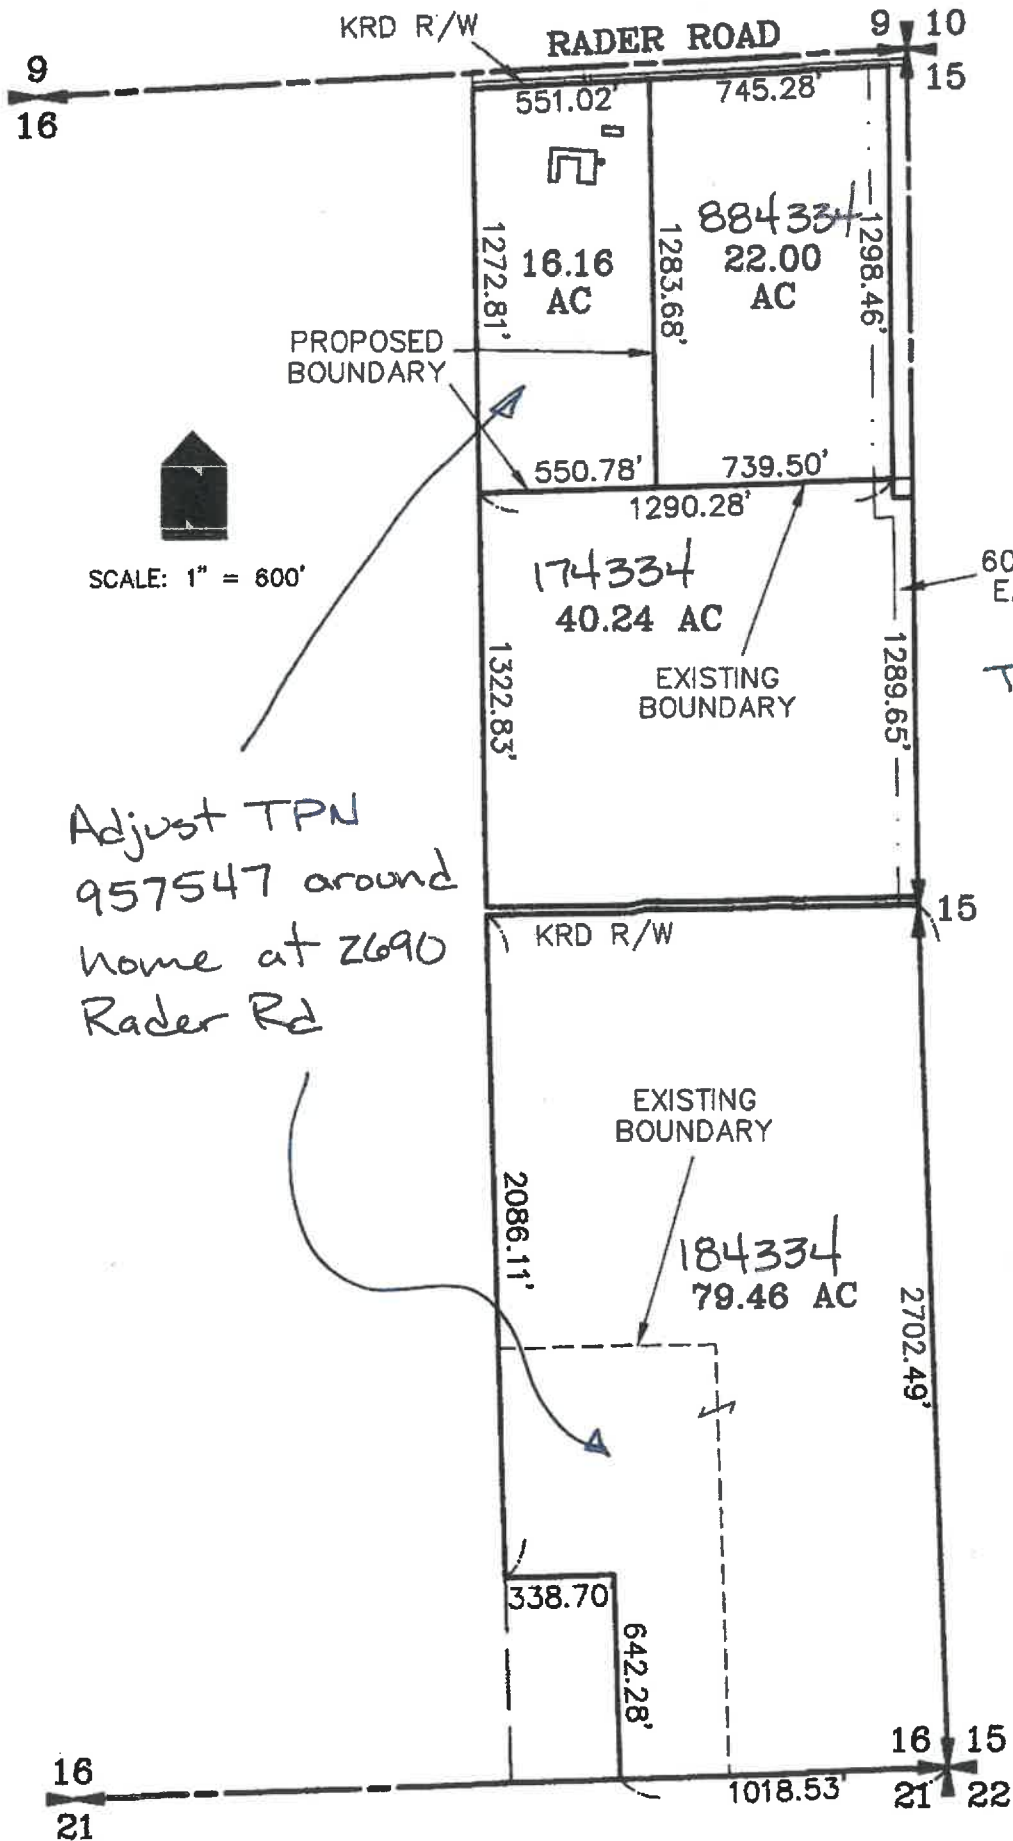 KRD R/W
RADER ROAD
9 10
15
9
16
551.02'
745.28'
1272.81'
16.16
AC
1283.68'
884334
22.00
AC
1298.46'
PROPOSED
BOUNDARY
550.78'
739.50'
1290.28'
SCALE: 1" = 600'
174334
40.24 AC
60
E
T
1322.83'
EXISTING
BOUNDARY
1289.65'
Adjust TPN
957547 around
home at 2690
Rader Rd
KRD R/W
15
EXISTING
BOUNDARY
2086.11'
184334
79.46 AC
2702.49'
338.70
642.28'
16
21
1018.53'
16 15
21 22